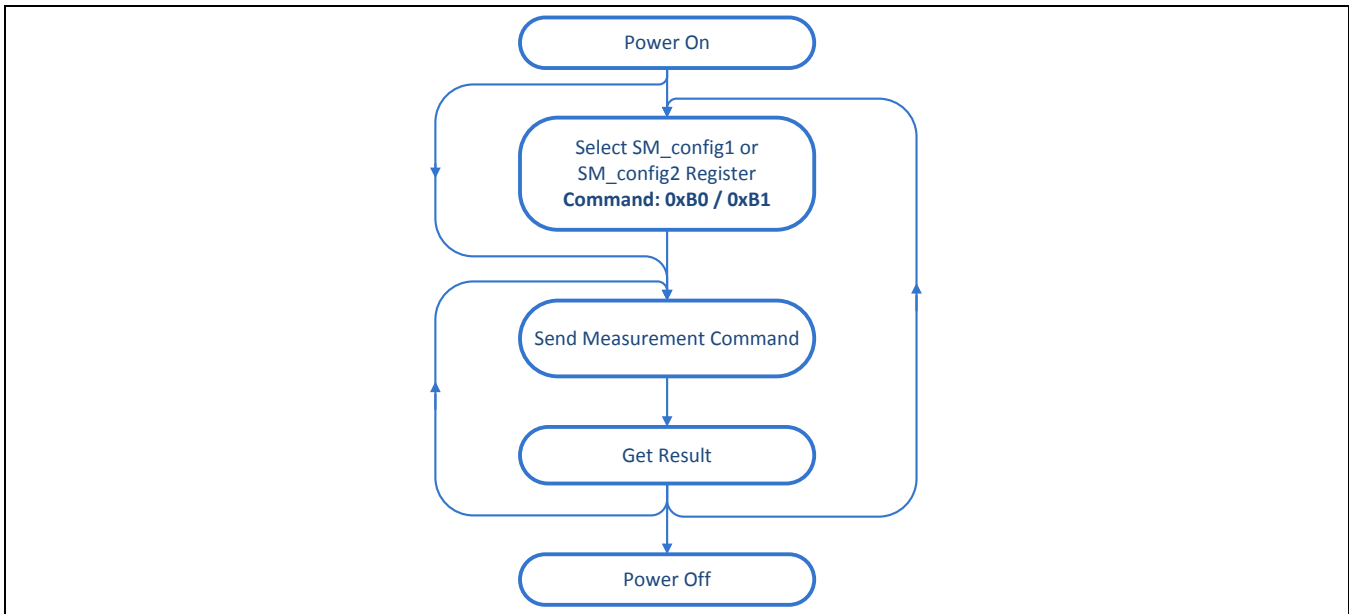 Power On
Select SM_config1 or
SM_config2 Register
Command: 0xB0 / 0xB1
Send Measurement Command
Get Result
Power Off